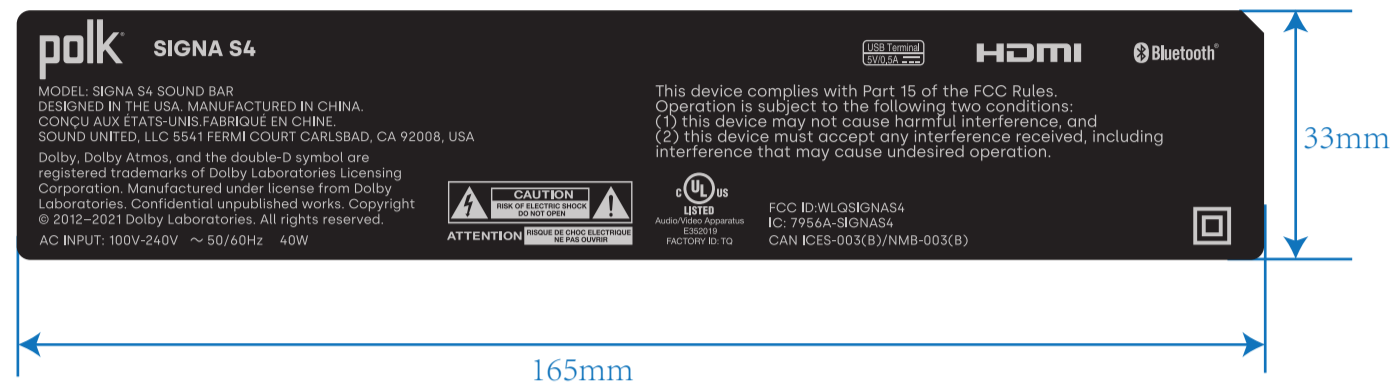 polk SIGNA S4
USB Terminal
5V/0,5A
HDMI
Bluetooth®
MODEL: SIGNA S4 SOUND BAR
DESIGNED IN THE USA. MANUFACTURED IN CHINA.
CONÇU AUX ÉTATS-UNIS.FABRIQUÉ EN CHINE.
SOUND UNITED, LLC 5541 FERMI COURT CARLSBAD, CA 92008, USA
Dolby, Dolby Atmos, and the double-D symbol are
registered trademarks of Dolby Laboratories Licensing
Corporation. Manufactured under license from Dolby
Laboratories. Confidential unpublished works. Copyright
© 2012–2021 Dolby Laboratories. All rights reserved.
AC INPUT: 100V-240V ~ 50/60Hz 40W
CAUTION
RISK OF ELECTRIC SHOCK
DO NOT OPEN
ATTENTION
RISQUE DE CHOC ELECTRIQUE
NE PAS OUVRIR
This device complies with Part 15 of the FCC Rules.
Operation is subject to the following two conditions:
(1) this device may not cause harmful interference, and
(2) this device must accept any interference received, including
interference that may cause undesired operation.
c UL us
LISTED
Audio/Video Apparatus
E352019
FACTORY ID: TQ
FCC ID:WLQSIGNAS4
IC: 7956A-SIGNAS4
CAN ICES-003(B)/NMB-003(B)
33mm
165mm